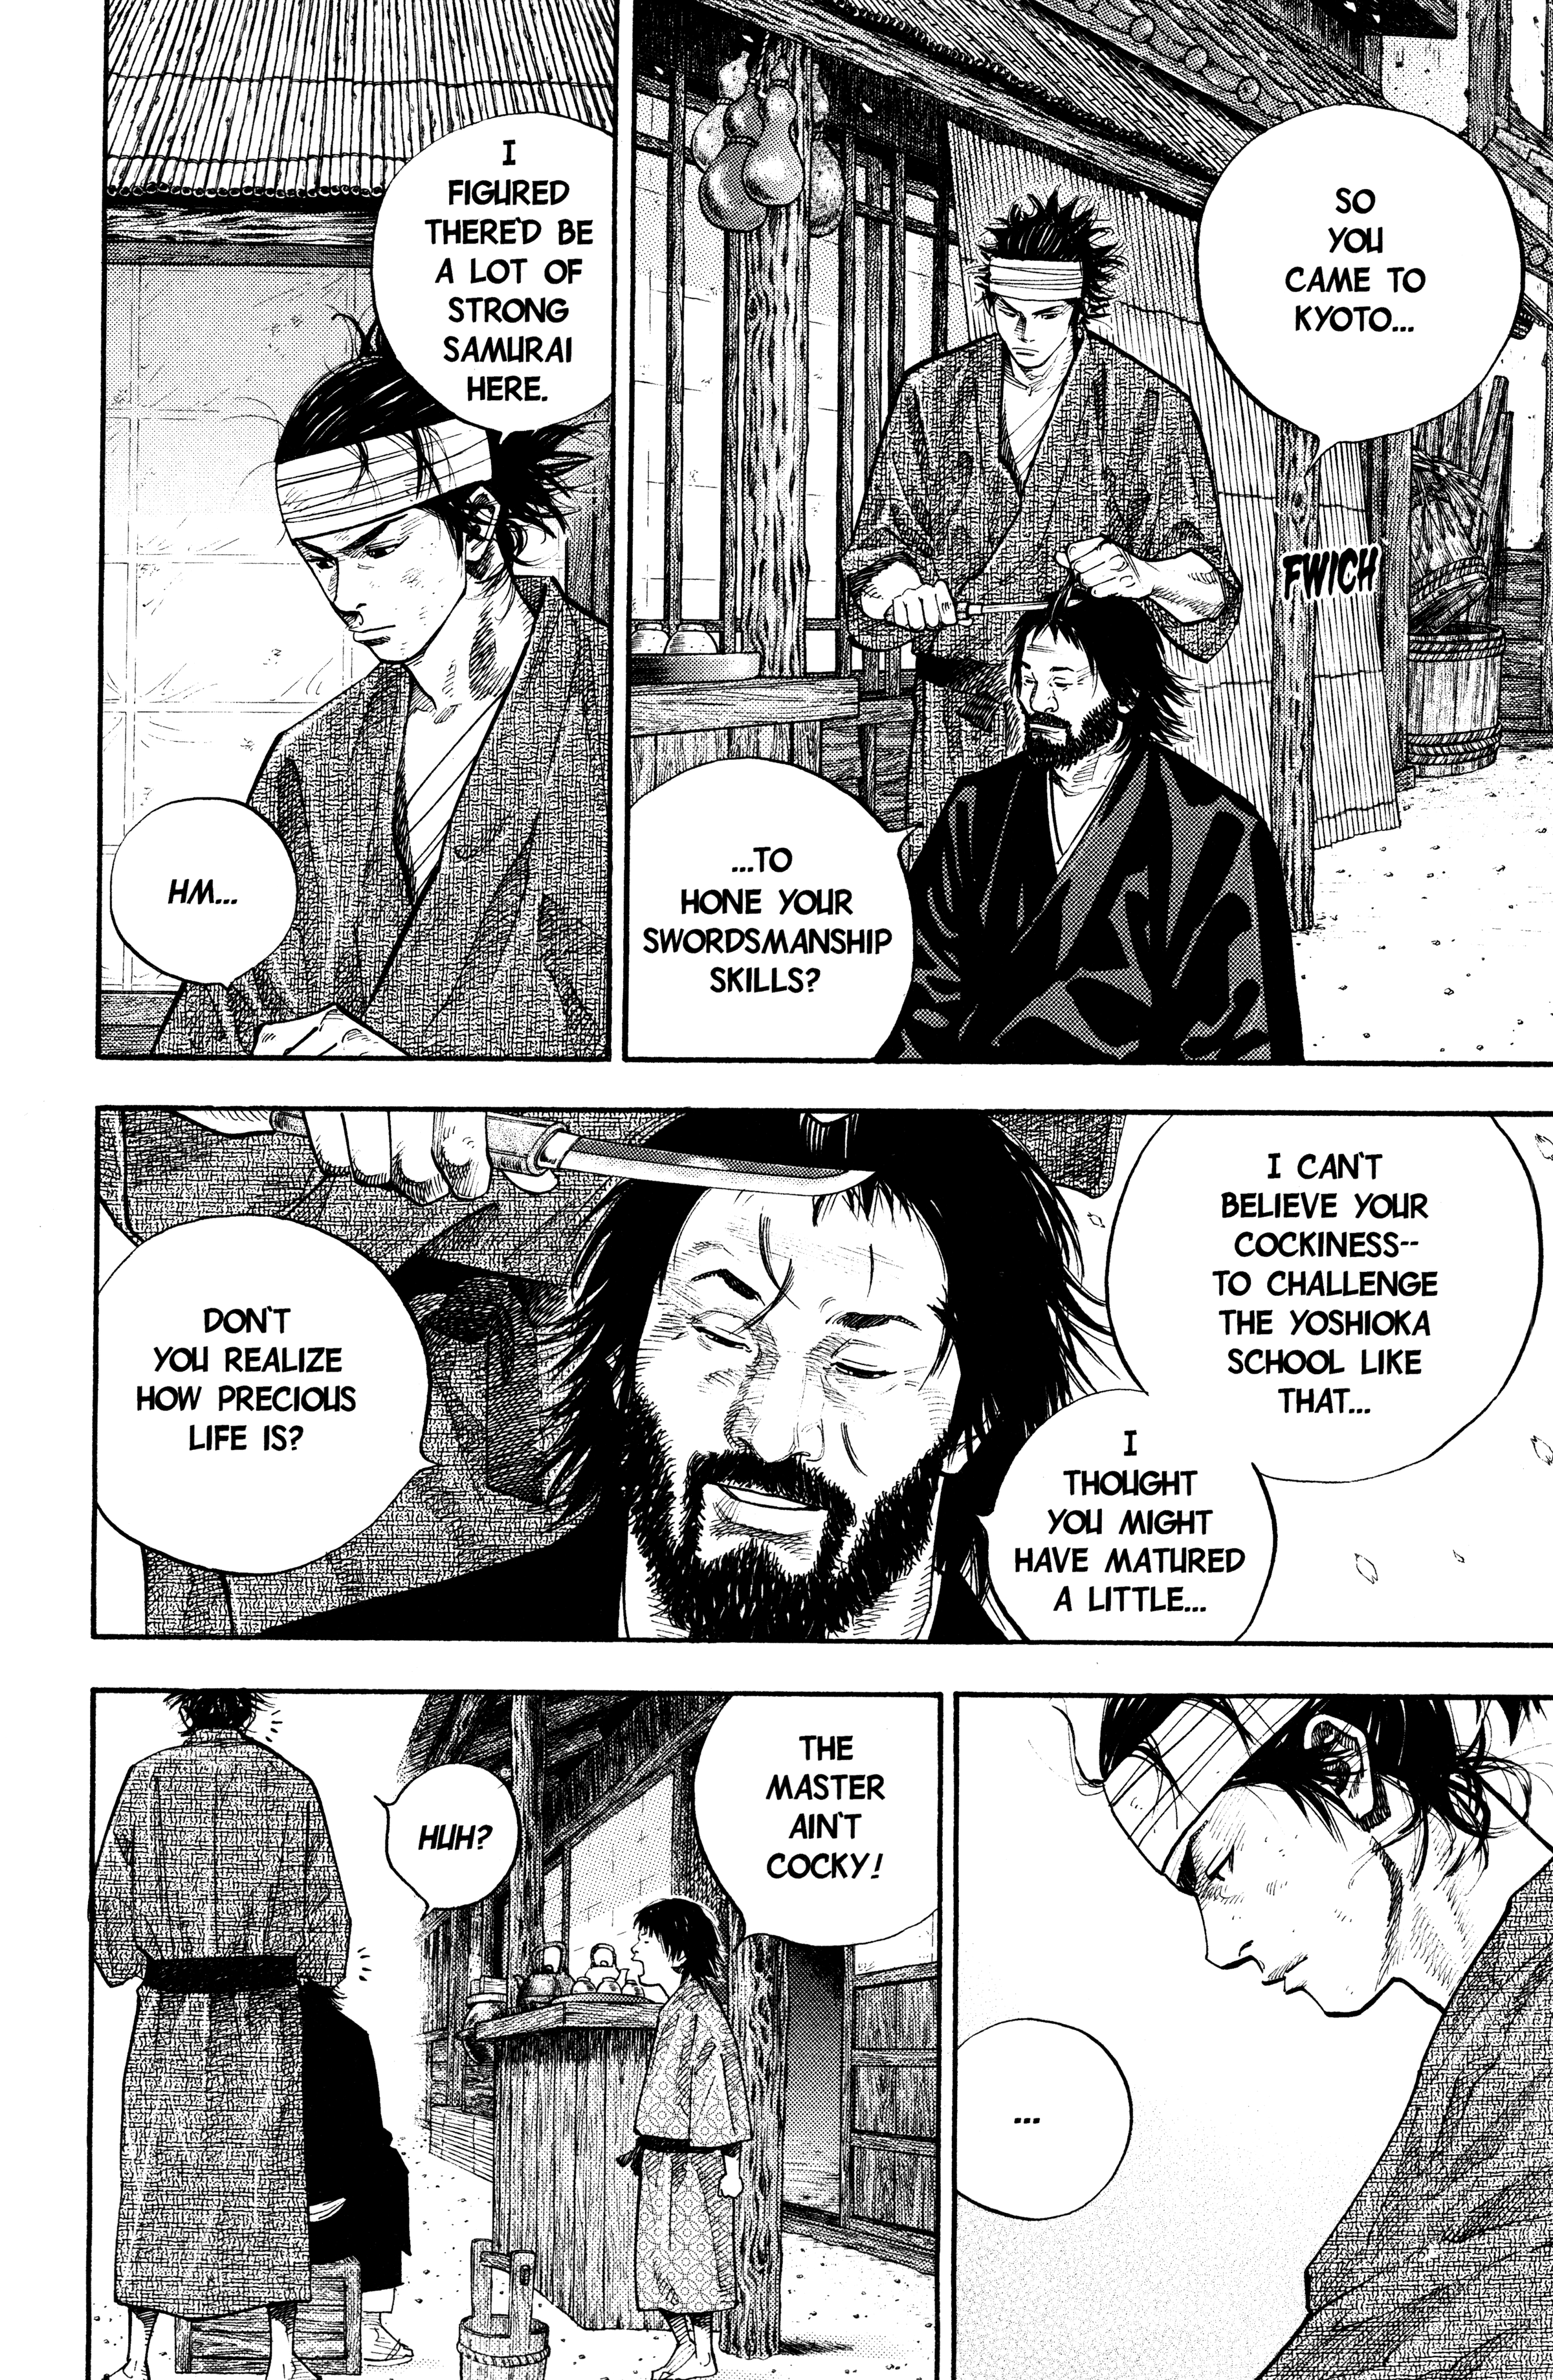 SO
YOU
CAME TO
KYOTO...
FWICH
...TO
HONE YOUR
SWORDSMANSHIP
SKILLS?
I
FIGURED
THERE'D BE
A LOT OF
STRONG
SAMURAI
HERE.
HM...
I CAN'T
BELIEVE YOUR
COCKINESS--
TO CHALLENGE
THE YOSHIOKA
SCHOOL LIKE
THAT...
I
THOUGHT
YOU MIGHT
HAVE MATURED
A LITTLE...
DON'T
YOU REALIZE
HOW PRECIOUS
LIFE IS?
...
THE
MASTER
AIN'T
COCKY!
HUH?